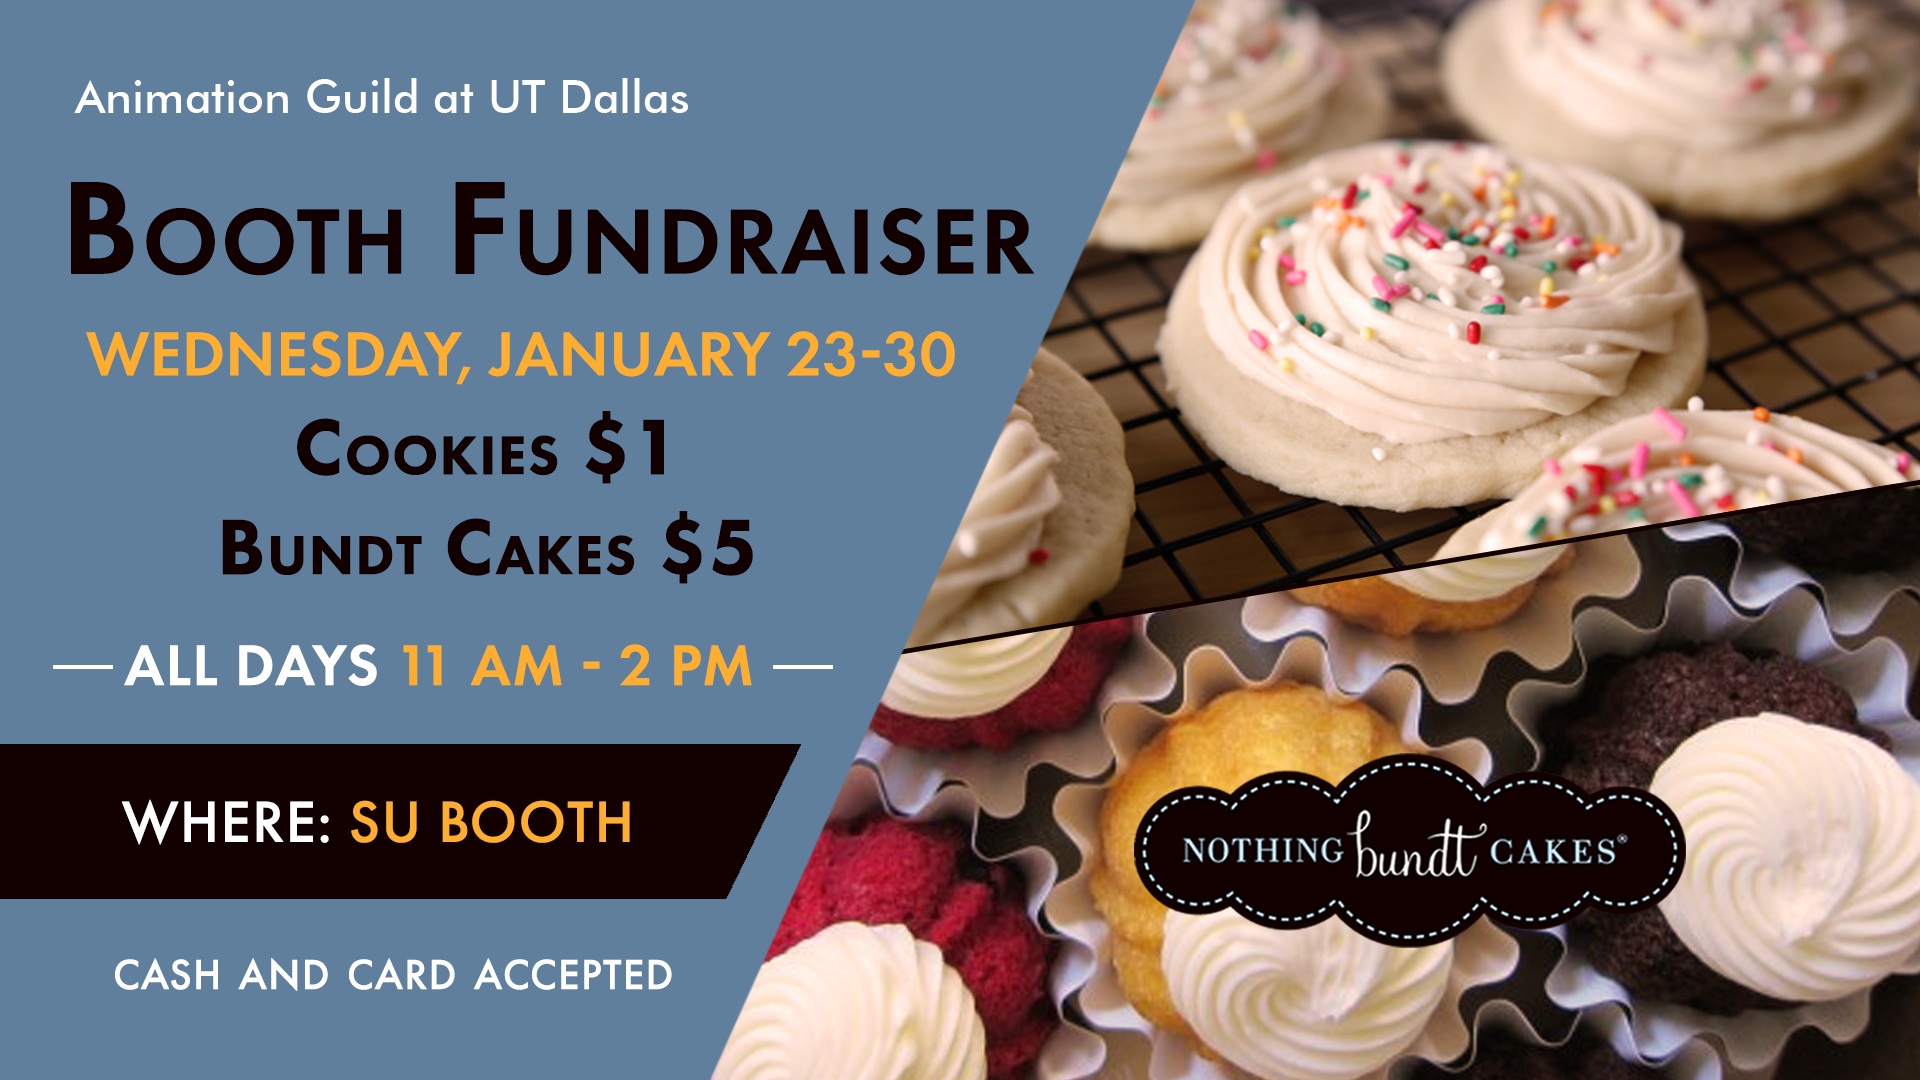 Animation Guild at UT Dallas
Booth Fundraiser
WEDNESDAY, JANUARY 23-30
Cookies $1
Bundt Cakes $5
ALL DAYS 11 AM - 2 PM
WHERE: SU BOOTH
CASH AND CARD ACCEPTED
NOTHING bundt CAKES®